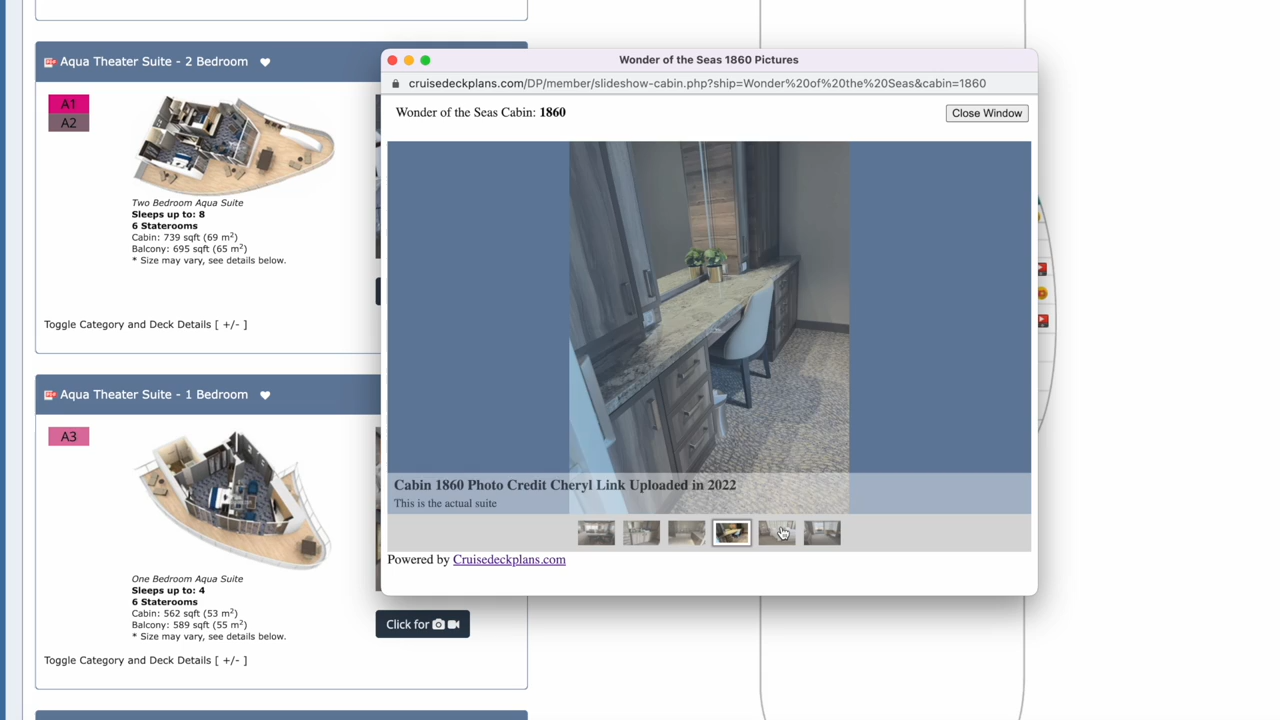 Aqua Theater Suite - 2 Bedroom
A1
A2
Two Bedroom Aqua Suite
Sleeps up to: 8
6 Staterooms
Cabin: 739 sqft (69 m²)
Balcony: 695 sqft (65 m²)
* Size may vary, see details below.
Toggle Category and Deck Details [ +/- ]
Aqua Theater Suite - 1 Bedroom
A3
One Bedroom Aqua Suite
Sleeps up to: 4
6 Staterooms
Cabin: 562 sqft (53 m²)
Balcony: 589 sqft (55 m²)
* Size may vary, see details below.
Click for
Toggle Category and Deck Details [ +/- ]
Wonder of the Seas 1860 Pictures
cruisedeckplans.com/DP/member/slideshow-cabin.php?ship=Wonder%20of%20the%20Seas&cabin=1860
Wonder of the Seas Cabin: 1860
Close Window
Cabin 1860 Photo Credit Cheryl Link Uploaded in 2022
This is the actual suite
Powered by Cruisedeckplans.com